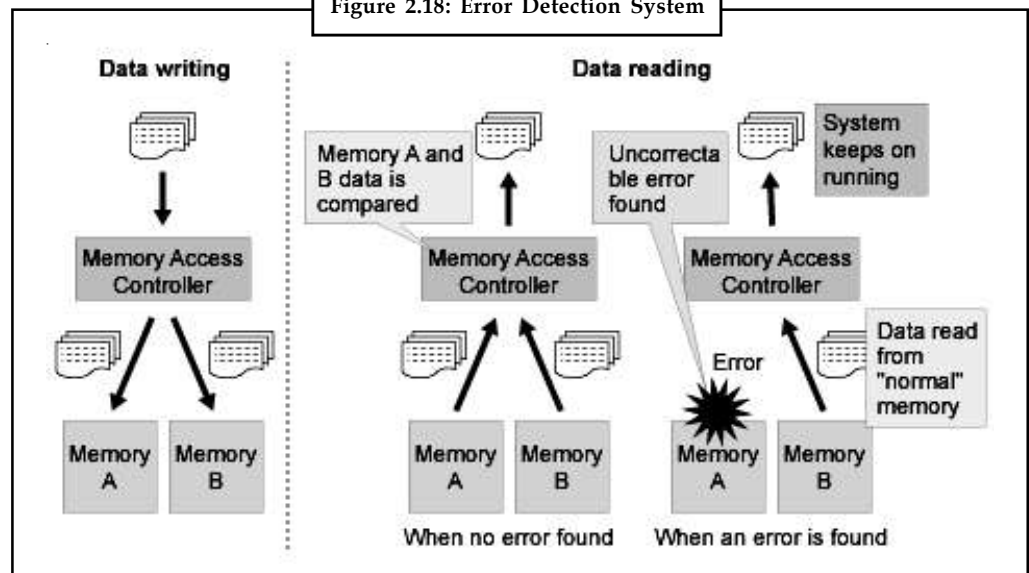 Figure 2.18: Error Detection System
Data writing
Memory Access
Controller
Memory
A
Memory
B
Data reading
Memory A and
B data is
compared
Memory Access
Controller
Memory
A
Memory
B
When no error found
Uncorrecta
ble error
found
System
keeps on
running
Memory Access
Controller
Error
Data read
from
"normal"
memory
Memory
A
Memory
B
When an error is found